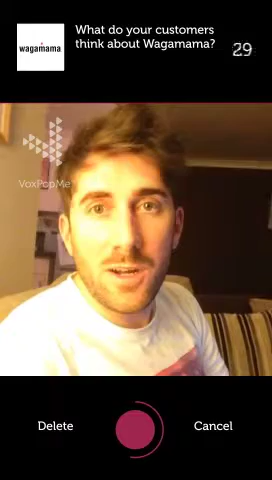 wagamama
What do your customers
think about Wagamama?
29
VoxPopMe
Delete
Cancel